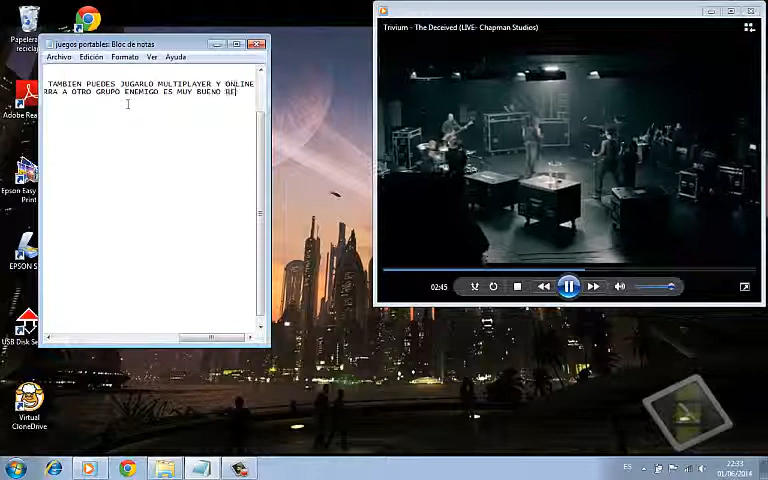 Papelera
recicla
juegos portables: Bloc de notas
Archivo Edición Formato Ver Ayuda
TAMBIEN PUEDES JUGARLO MULTIPLAYER Y ONLINE
RRA A OTRO GRUPO ENEMIGO ES MUY BUENO RE
Trivium - The Deceived (LIVE- Chapman Studios)
02:45
Adobe Rea
Epson Easy
Print
EPSON S
USB Disk Se
Virtual
CloneDrive
ES
22:33
01/06/2014